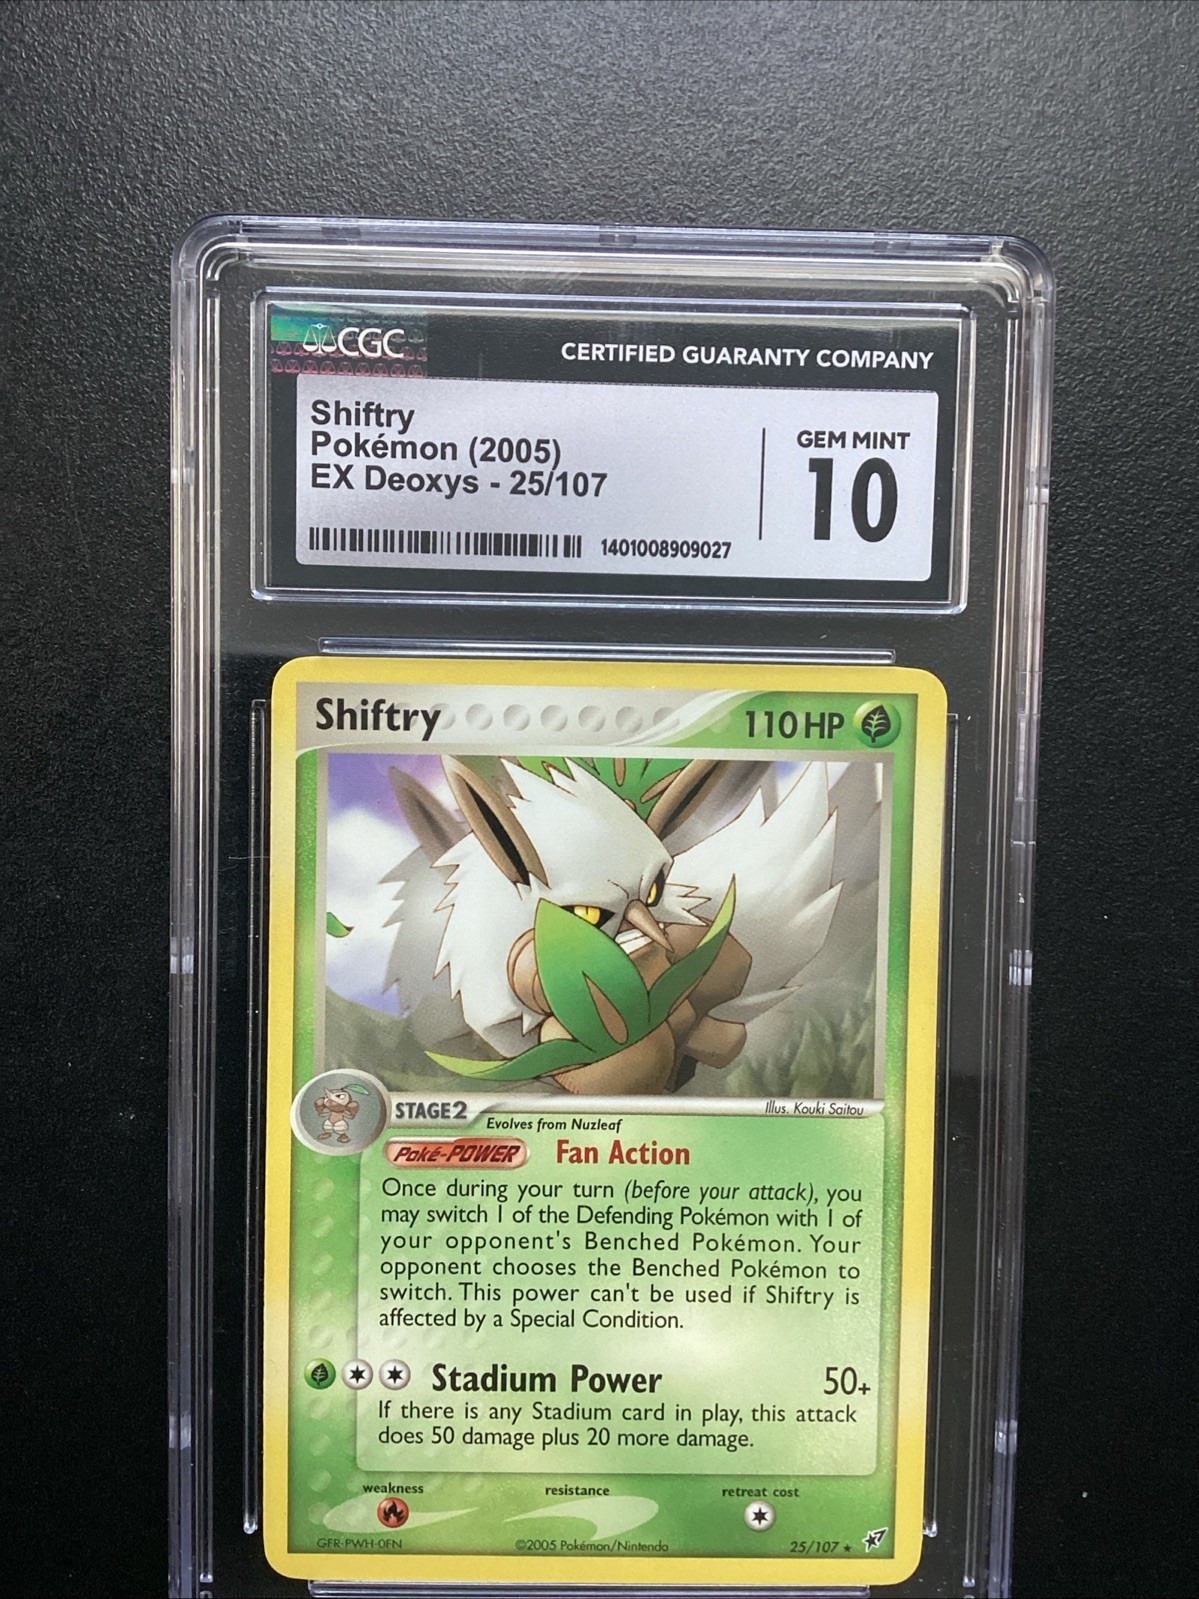 CGC
CERTIFIED GUARANTY COMPANY
Shiftry
Pokémon (2005)
EX Deoxys - 25/107
GEM MINT
10
1401008909027
Shiftry
110 HP
STAGE2
Illus. Kouki Saitou
Evolves from Nuzleaf
Poké-POWER Fan Action
Once during your turn (before your attack), you
may switch 1 of the Defending Pokémon with 1 of
your opponent's Benched Pokémon. Your
opponent chooses the Benched Pokémon to
switch. This power can't be used if Shiftry is
affected by a Special Condition.
Stadium Power 50+
If there is any Stadium card in play, this attack
does 50 damage plus 20 more damage.
weakness resistance retreat cost
GFR-PWH-0FN ©2005 Pokémon/Nintendo 25/107 ★